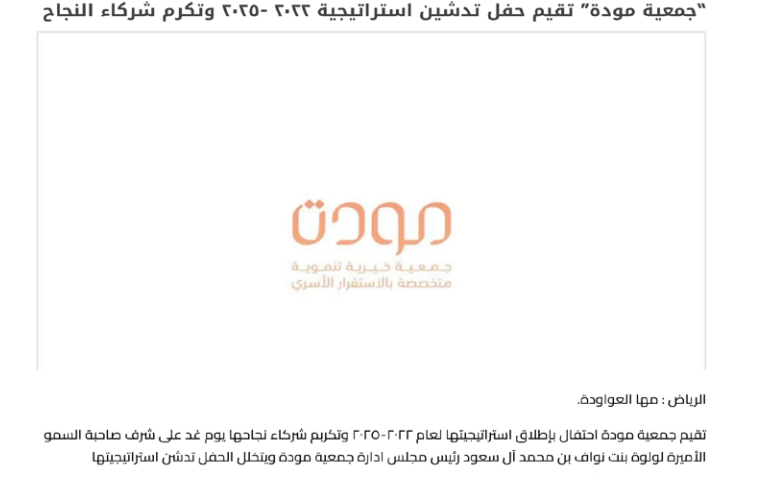 “جمعية مودة” تقيم حفل تدشين استراتيجية ٢٠٢٢ -٢٠٢٥ وتكرم شركاء النجاح
مودة
جمعية خيرية تنموية
متخصصة بالاستقرار الأسري
الرياض : مها العواودة.
تقيم جمعية مودة احتفال بإطلاق استراتيجيتها لعام ٢٠٢٢-٢٠٢٥ وتكريم شركاء نجاحها يوم غد على شرف صاحبة السمو
الأميرة لولوة بنت نواف بن محمد آل سعود رئيس مجلس ادارة جمعية مودة ويتخلل الحفل تدشن استراتيجيتها